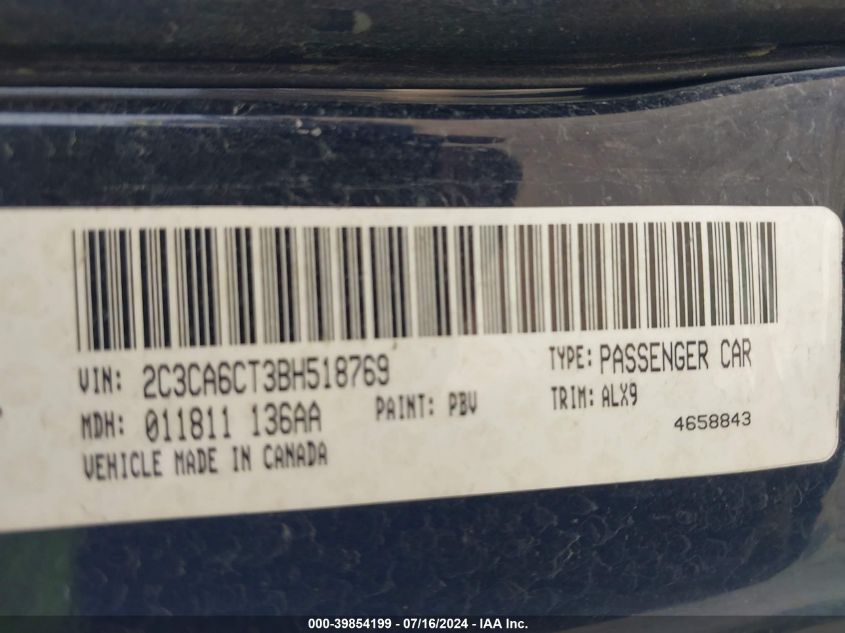 VIN: 2C3CA6CT3BH518769 TYPE: PASSENGER CAR
MDH: 011811 136AA PAINT: PBV TRIM: ALX9
VEHICLE MADE IN CANADA 4658843
000-39854199 - 07/16/2024 - IAA Inc.